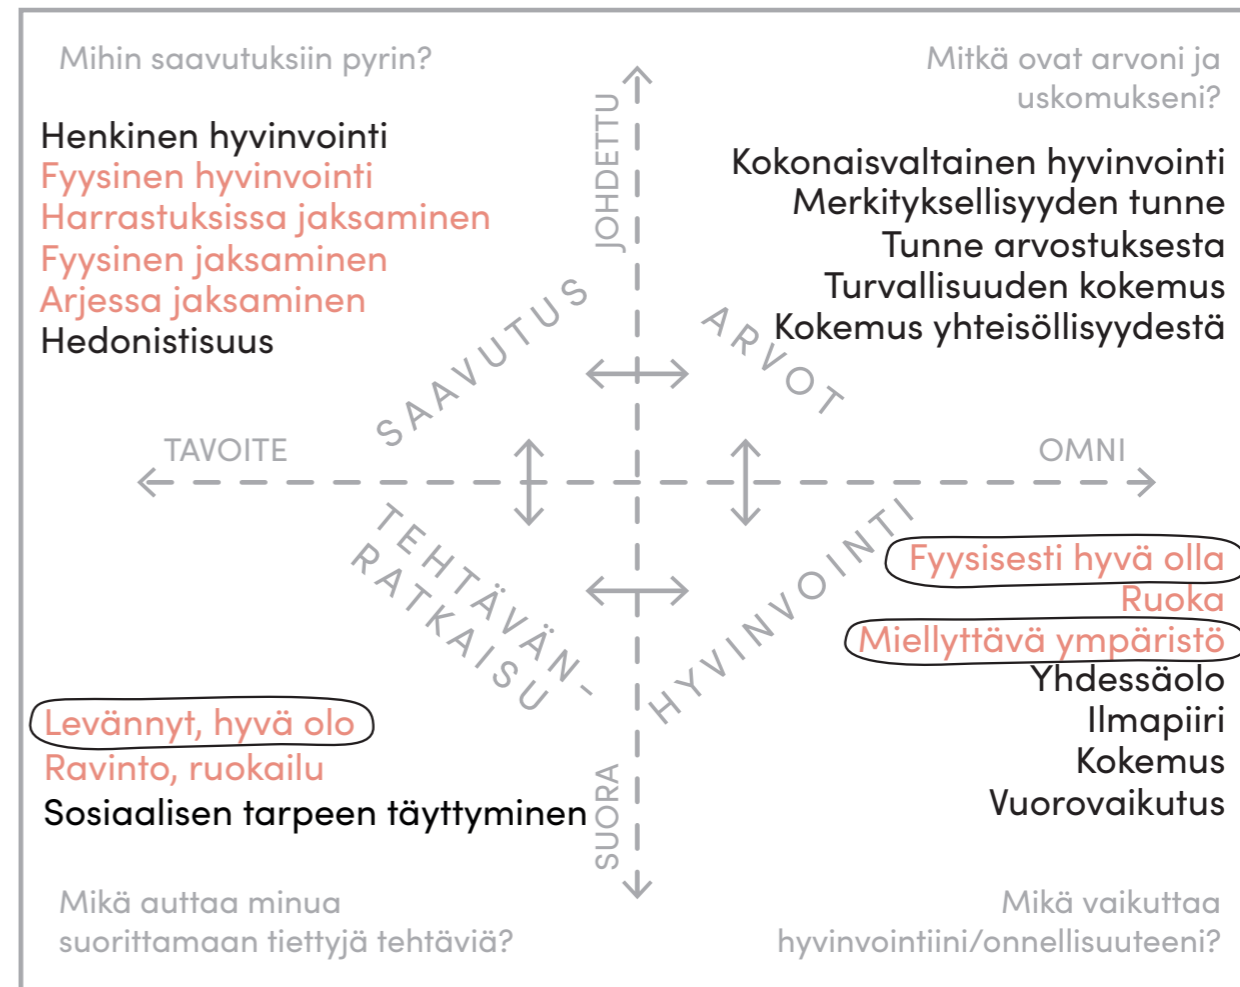 Mihin saavutuksiin pyrin?
Henkinen hyvinvointi
Fyysinen hyvinvointi
Harrastuksissa jaksaminen
Fyysinen jaksaminen
Arjessa jaksaminen
Hedonistisuus
Mitkä ovat arvoni ja
uskomukseni?
Kokonaisvaltainen hyvinvointi
Merkityksellisyyden tunne
Tunne arvostuksesta
Turvallisuuden kokemus
Kokemus yhteisöllisyydestä
JOHDETTU
SAAVUTUS
ARVOT
TAVOITE
OMNI
TEHTÄVÄN-
RATKAISU
HYVINVOINTI
SUORA
Levännyt, hyvä olo
Ravinto, ruokailu
Sosiaalisen tarpeen täyttyminen
Mikä auttaa minua
suorittamaan tiettyjä tehtäviä?
Fyysisesti hyvä olla
Ruoka
Miellyttävä ympäristö
Yhdessäolo
Ilmapiiri
Kokemus
Vuorovaikutus
Mikä vaikuttaa
hyvinvointiini/onnellisuuteeni?